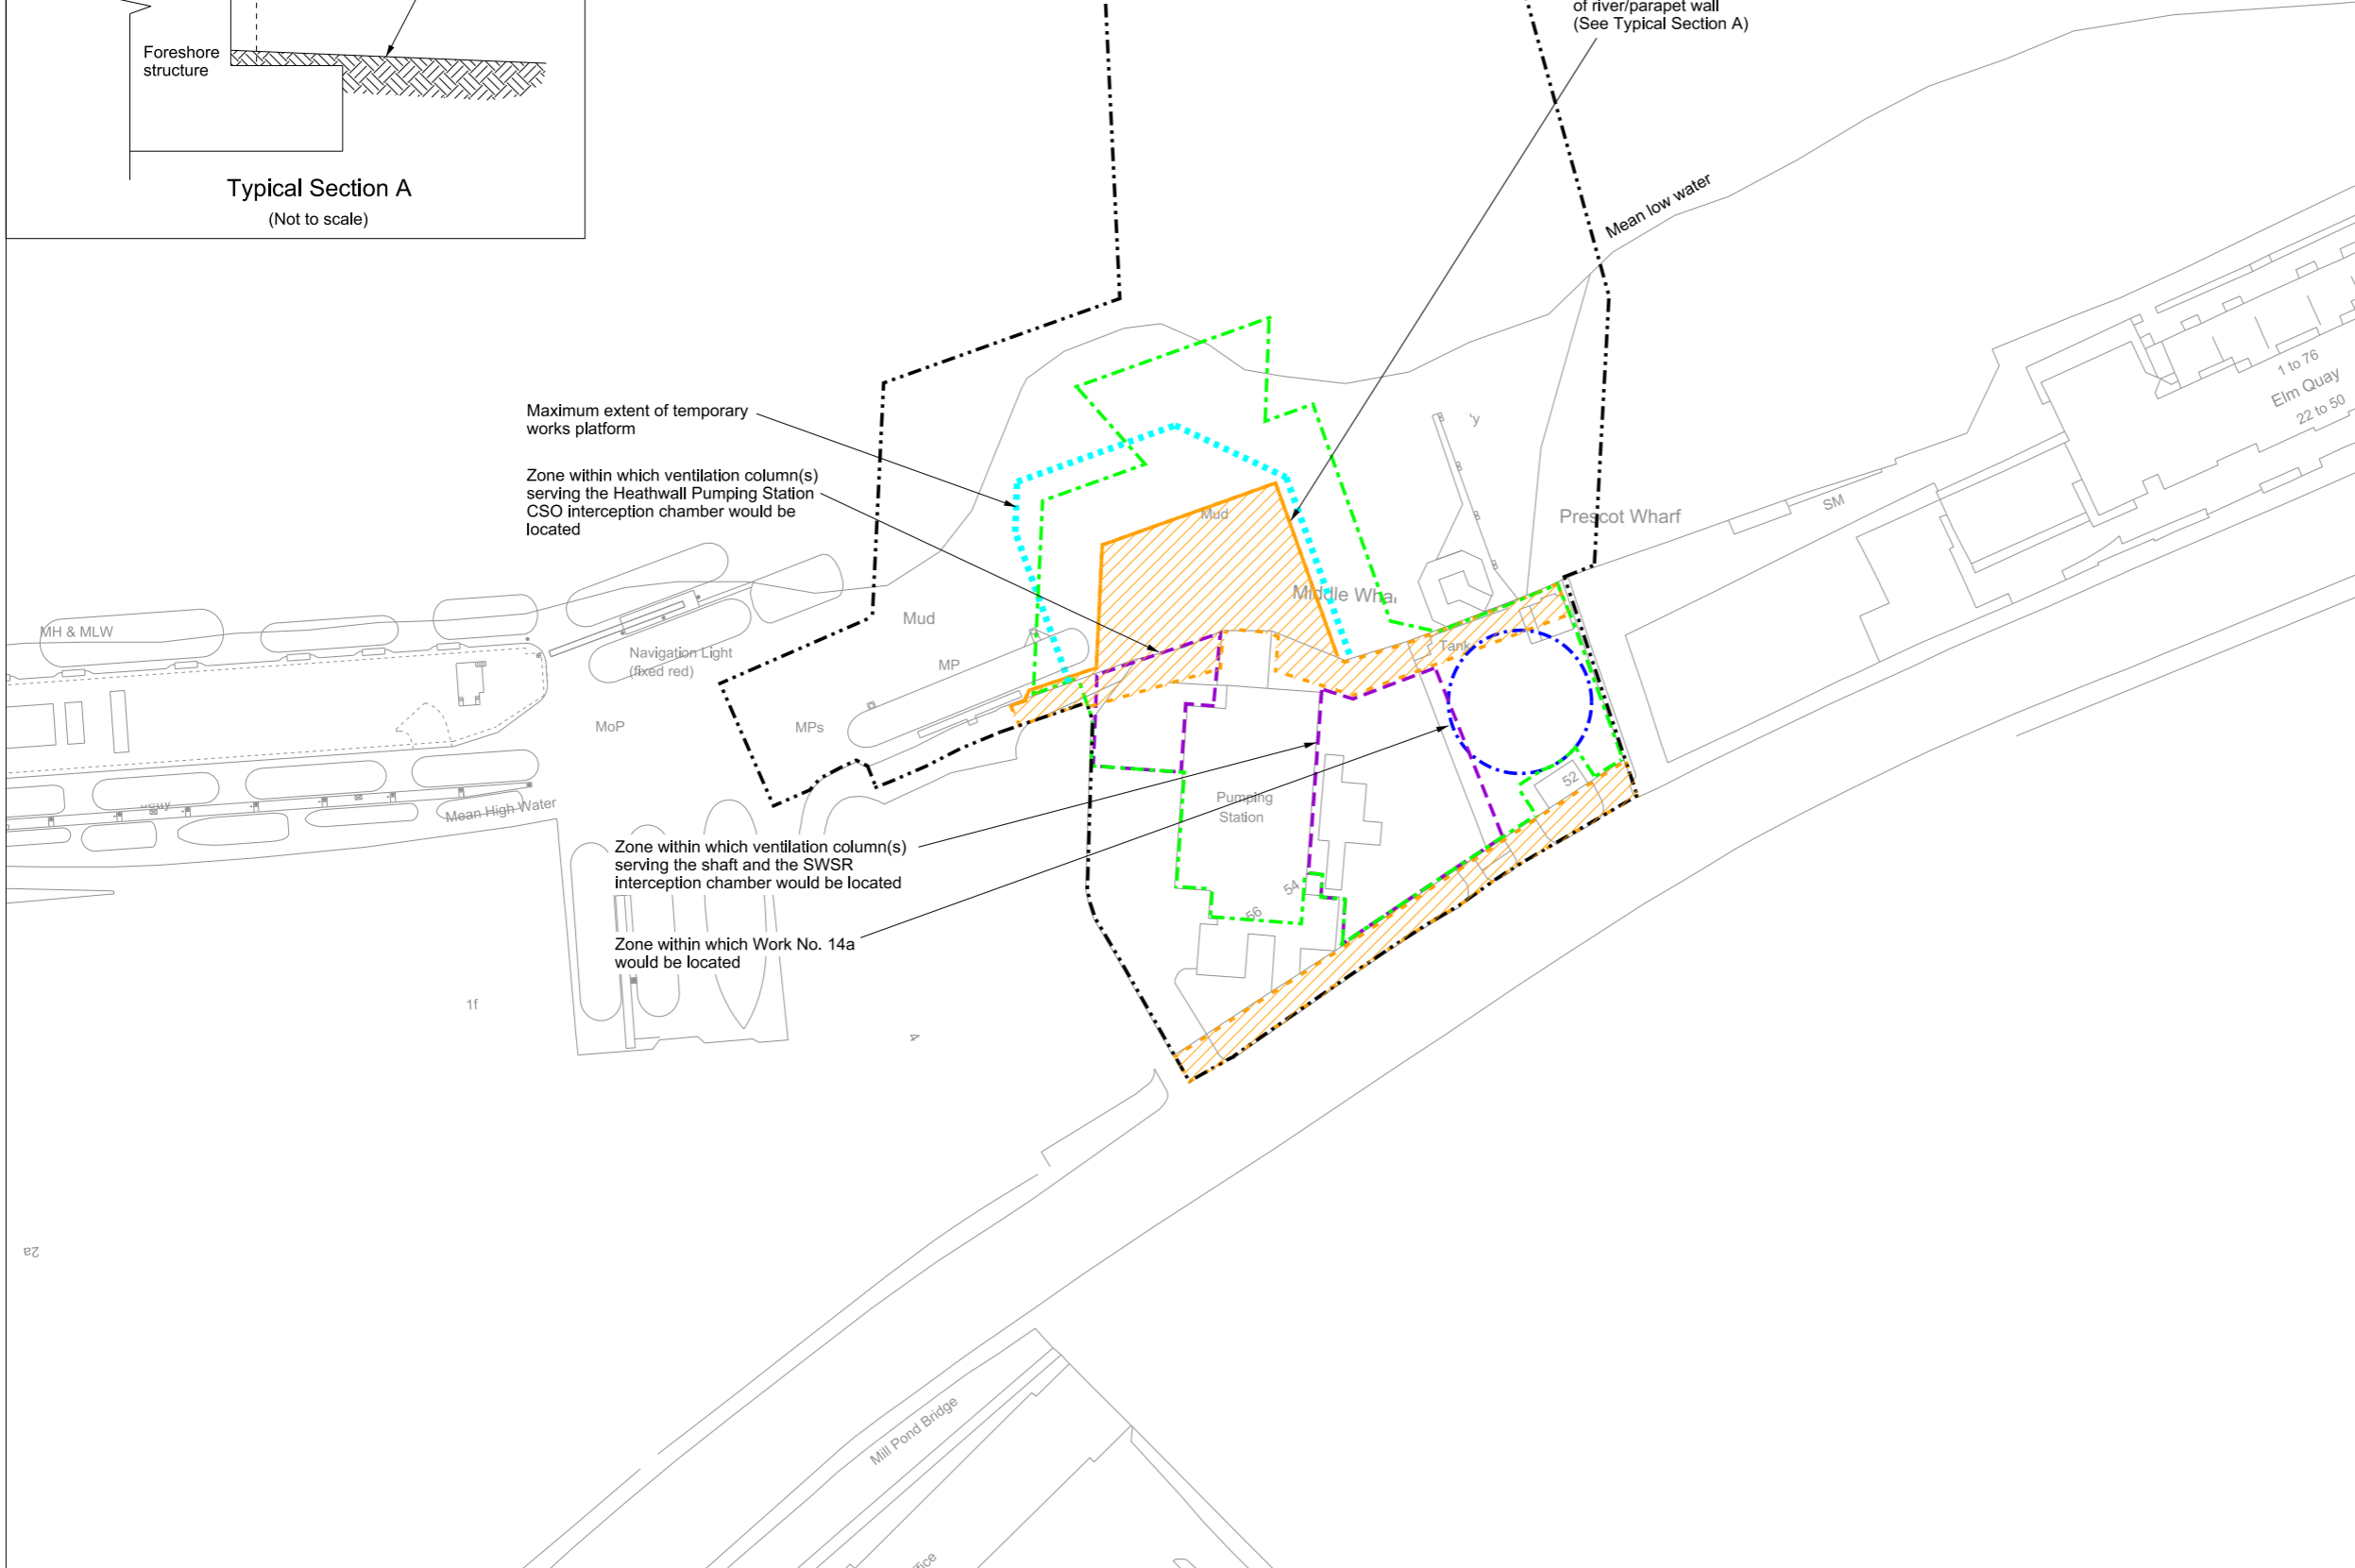 of river/parapet wall
(See Typical Section A)
Foreshore
structure
Typical Section A
(Not to scale)
Mean low water
1 to 76
Elm Quay
22 to 50
Maximum extent of temporary
works platform
Zone within which ventilation column(s)
serving the Heathwall Pumping Station
CSO interception chamber would be
located
Mud
SM
Prescot Wharf
Middle Wha
Mud
MH & MLW
Navigation Light
(fixed red)
MP
Tank
MoP
MPs
52
Mean High Water
Pumping
Station
Zone within which ventilation column(s)
serving the shaft and the SWSR
interception chamber would be located
54
56
Zone within which Work No. 14a
would be located
1f
4
2a
Mill Pond Bridge